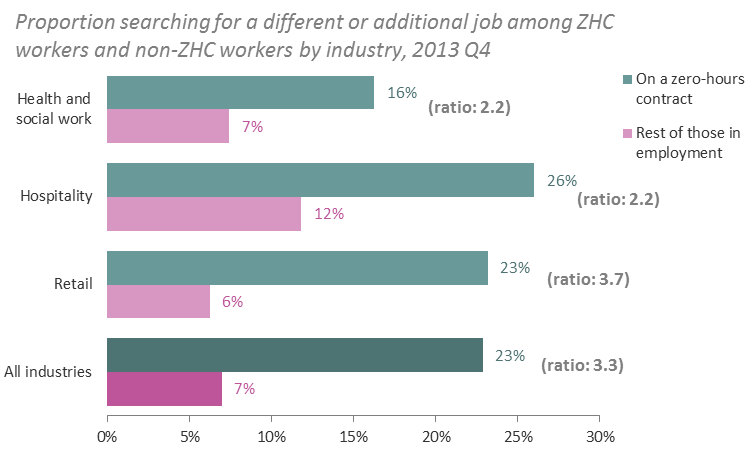 Proportion searching for a different or additional job among ZHC
workers and non-ZHC workers by industry, 2013 Q4
On a zero-hours
contract
Rest of those in
employment
Health and
social work
16%
(ratio: 2.2)
7%
Hospitality
26%
(ratio: 2.2)
12%
Retail
23%
(ratio: 3.7)
6%
All industries
23%
(ratio: 3.3)
7%
0%
5%
10%
15%
20%
25%
30%